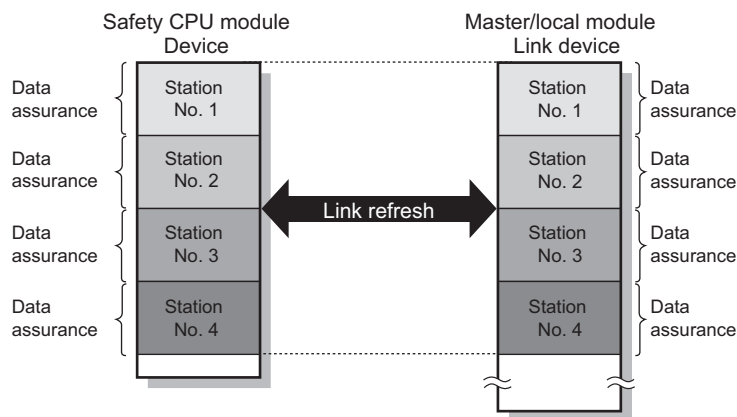 Safety CPU module
Device
Master/local module
Link device
Data
assurance
Station
No. 1
Station
No. 1
Data
assurance
Data
assurance
Station
No. 2
Station
No. 2
Data
assurance
Link refresh
Data
assurance
Station
No. 3
Station
No. 3
Data
assurance
Data
assurance
Station
No. 4
Station
No. 4
Data
assurance